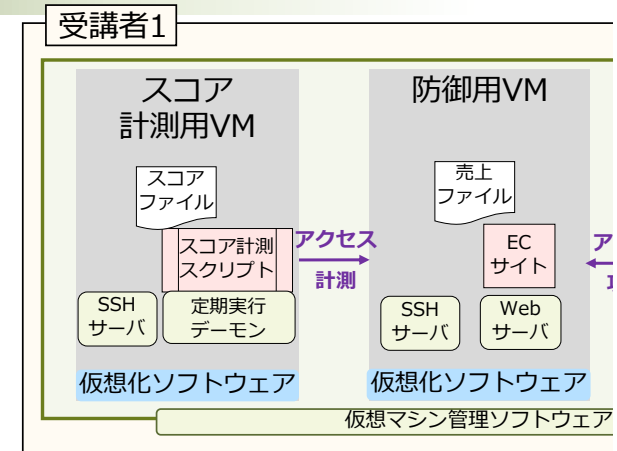 受講者1
スコア
計測用VM
スコア
ファイル
スコア計測
スクリプト
SSH
サーバ
定期実行
デーモン
仮想化ソフトウェア
アクセス
計測
防御用VM
売上
ファイル
EC
サイト
SSH
サーバ
Web
サーバ
仮想化ソフトウェア
ア
仮想マシン管理ソフトウェア